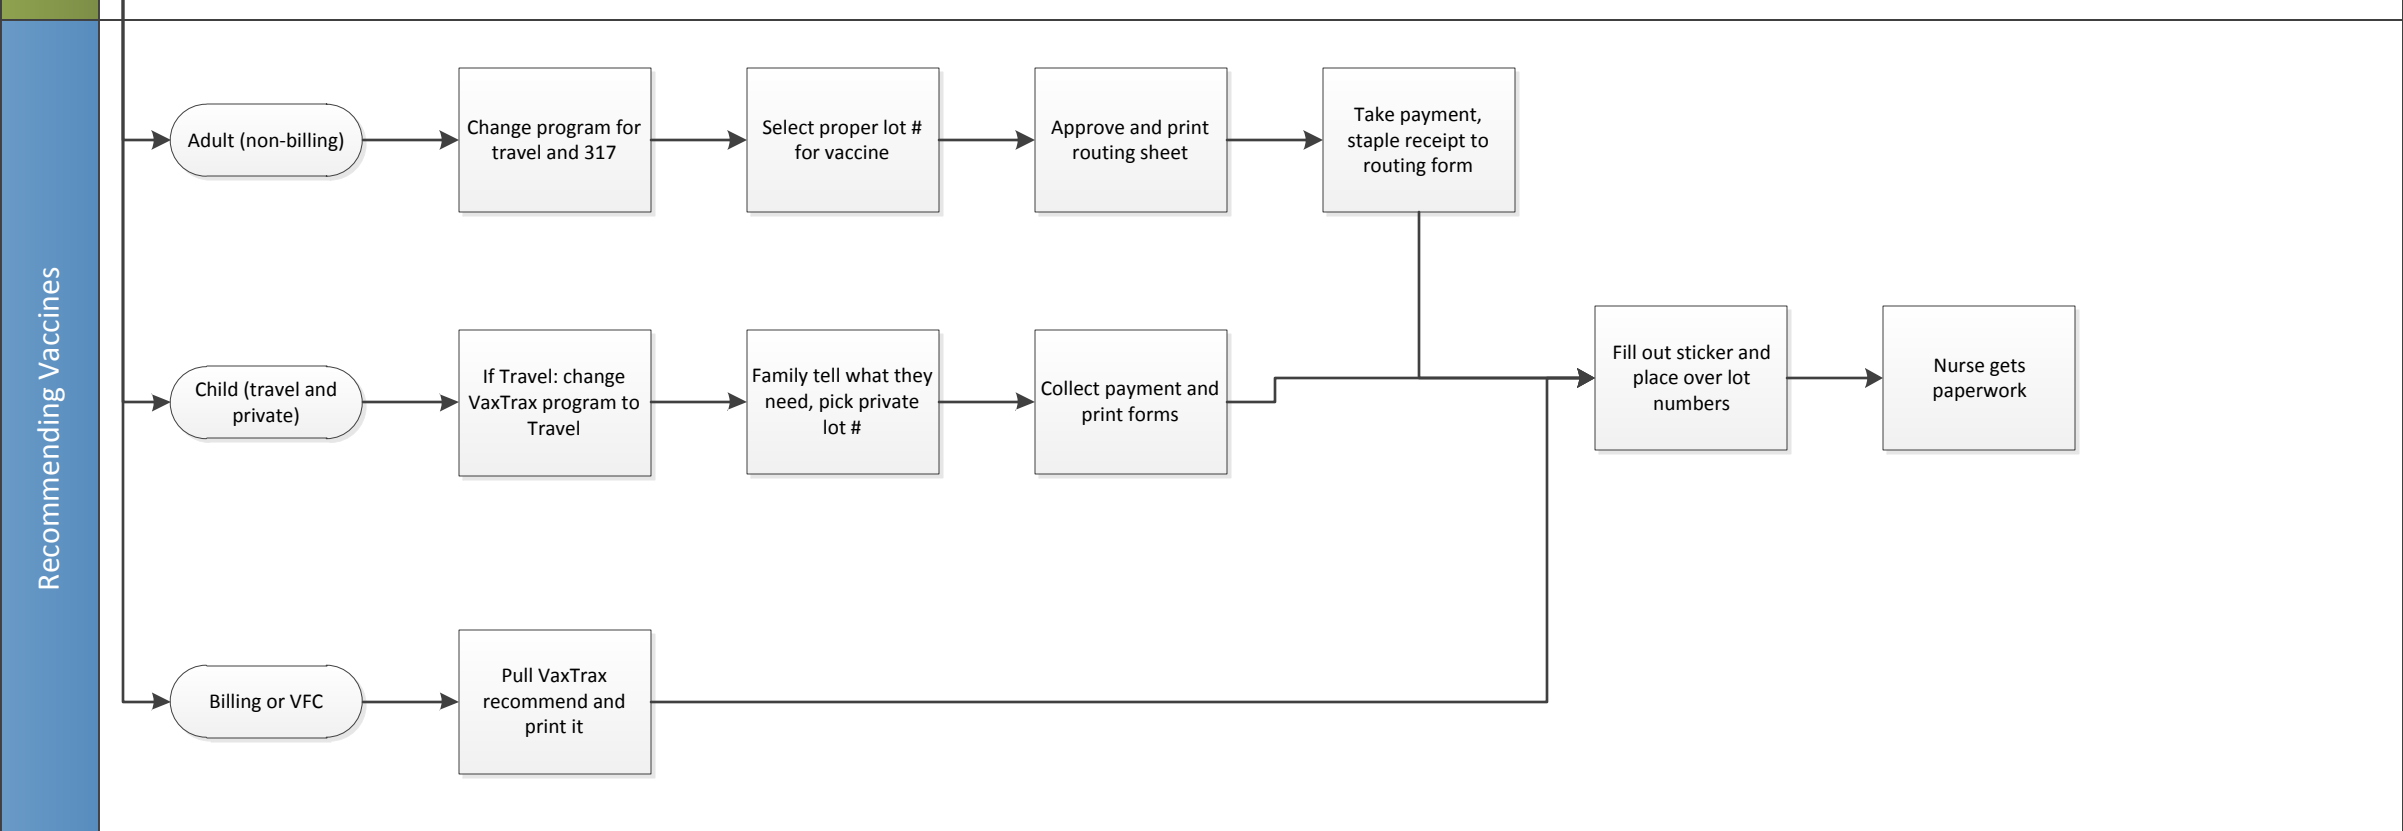 Recommending Vaccines
Adult (non-billing)
Change program for
travel and 317
Select proper lot #
for vaccine
Approve and print
routing sheet
Take payment,
staple receipt to
routing form
Child (travel and
private)
If Travel: change
VaxTrax program to
Travel
Family tell what they
need, pick private
lot #
Collect payment and
print forms
Fill out sticker and
place over lot
numbers
Nurse gets
paperwork
Billing or VFC
Pull VaxTrax
recommend and
print it